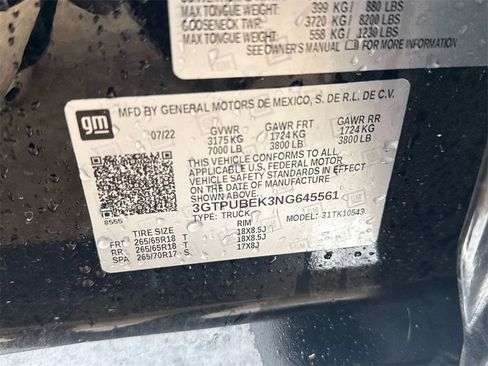 MAX TONGUE WEIGHT: 399 KG/ 880 LBS
GOOSENECK TWR: 3720 KG/ 8200 LBS
MAX TONGUE WEIGHT: 558 KG/ 1230 LBS
SEE OWNER'S MANUAL FOR MORE INFORMATION
gm
MFD BY GENERAL MOTORS DE MEXICO, S. DE R.L. DE C.V.
07/22 GVWR GAWR FRT GAWR RR
3175 KG 1724 KG 1724 KG
7000 LB 3800 LB 3800 LB
THIS VEHICLE CONFORMS TO ALL
APPLICABLE U.S. FEDERAL MOTOR
VEHICLE SAFETY STANDARDS IN EFFECT
ON THE DATE OF MANUFACTURE
SHOWN ABOVE.
3GTPUBEK3NG645561
8555
TYPE: TRUCK MODEL: 31TK10543
TIRE SIZE RIM
FRT 265/65R18 T 18X8.5J
RR 265/65R18 T 18X8.5J
SPA 265/70R17 S 17X8J